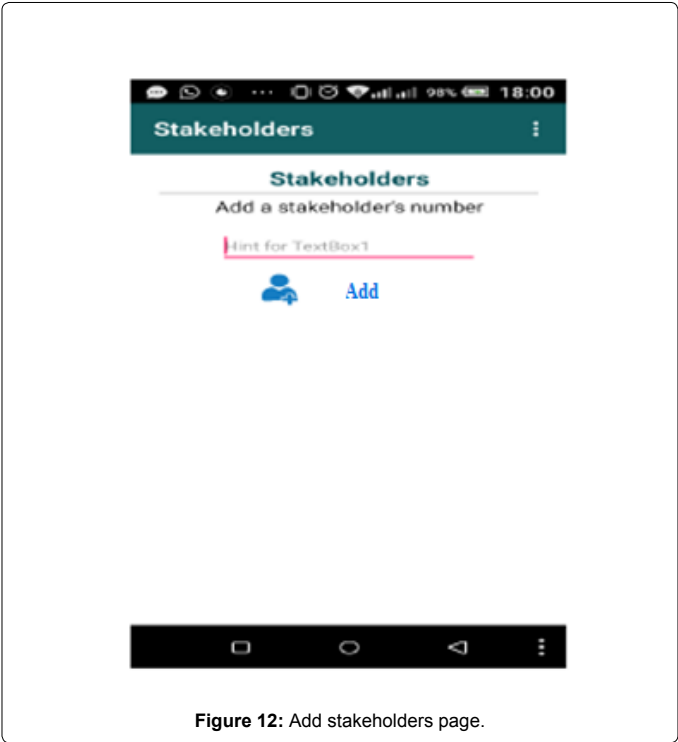 98% 18:00
Stakeholders
Stakeholders
Add a stakeholder's number
Hint for TextBox1
Add
Figure 12: Add stakeholders page.